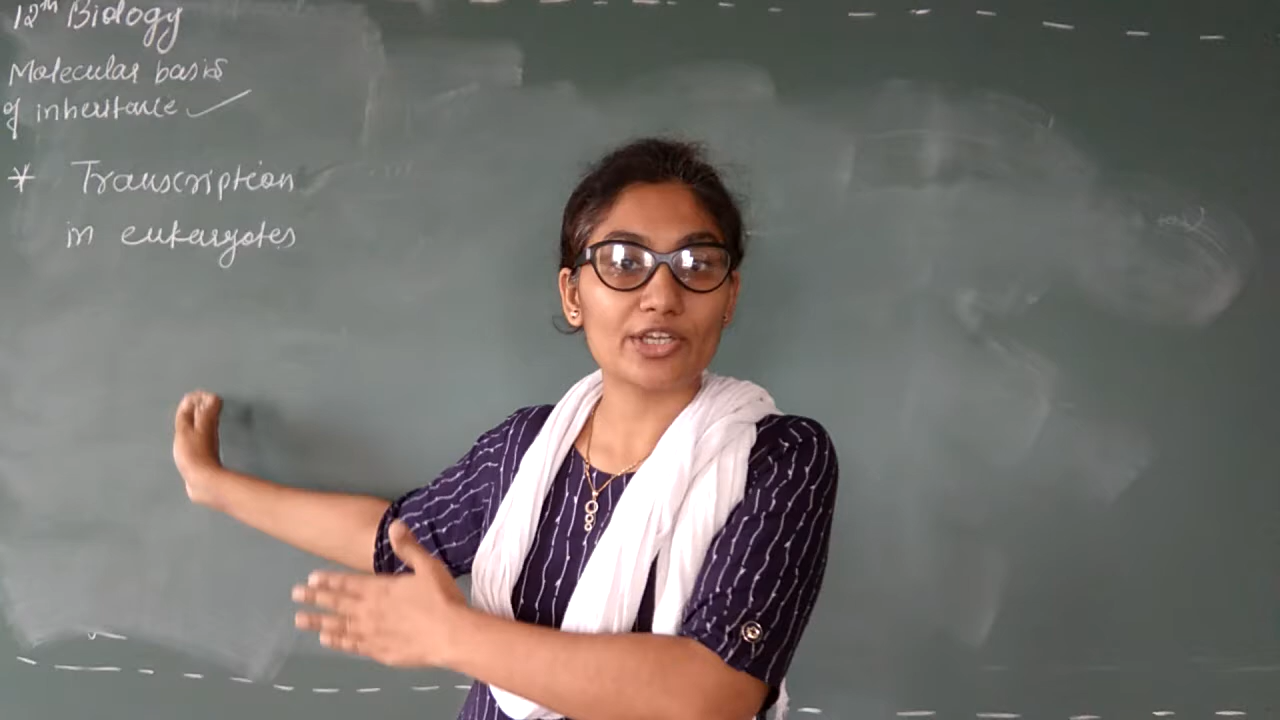 12th Biology
Molecular basis
of inheritance
* Transcription
in eukaryotes